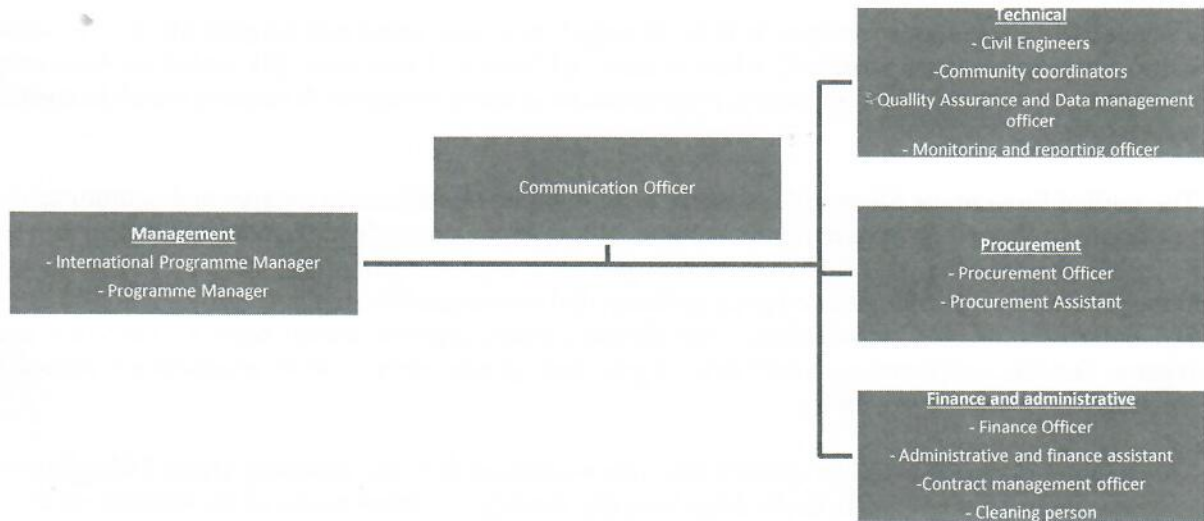 Technical
- Civil Engineers
-Community coordinators
- Quallity Assurance and Data management
officer
- Monitoring and reporting officer
Communication Officer
Management
- International Programme Manager
- Programme Manager
Procurement
- Procurement Officer
- Procurement Assistant
Finance and administrative
- Finance Officer
- Administrative and finance assistant
-Contract management officer
- Cleaning person